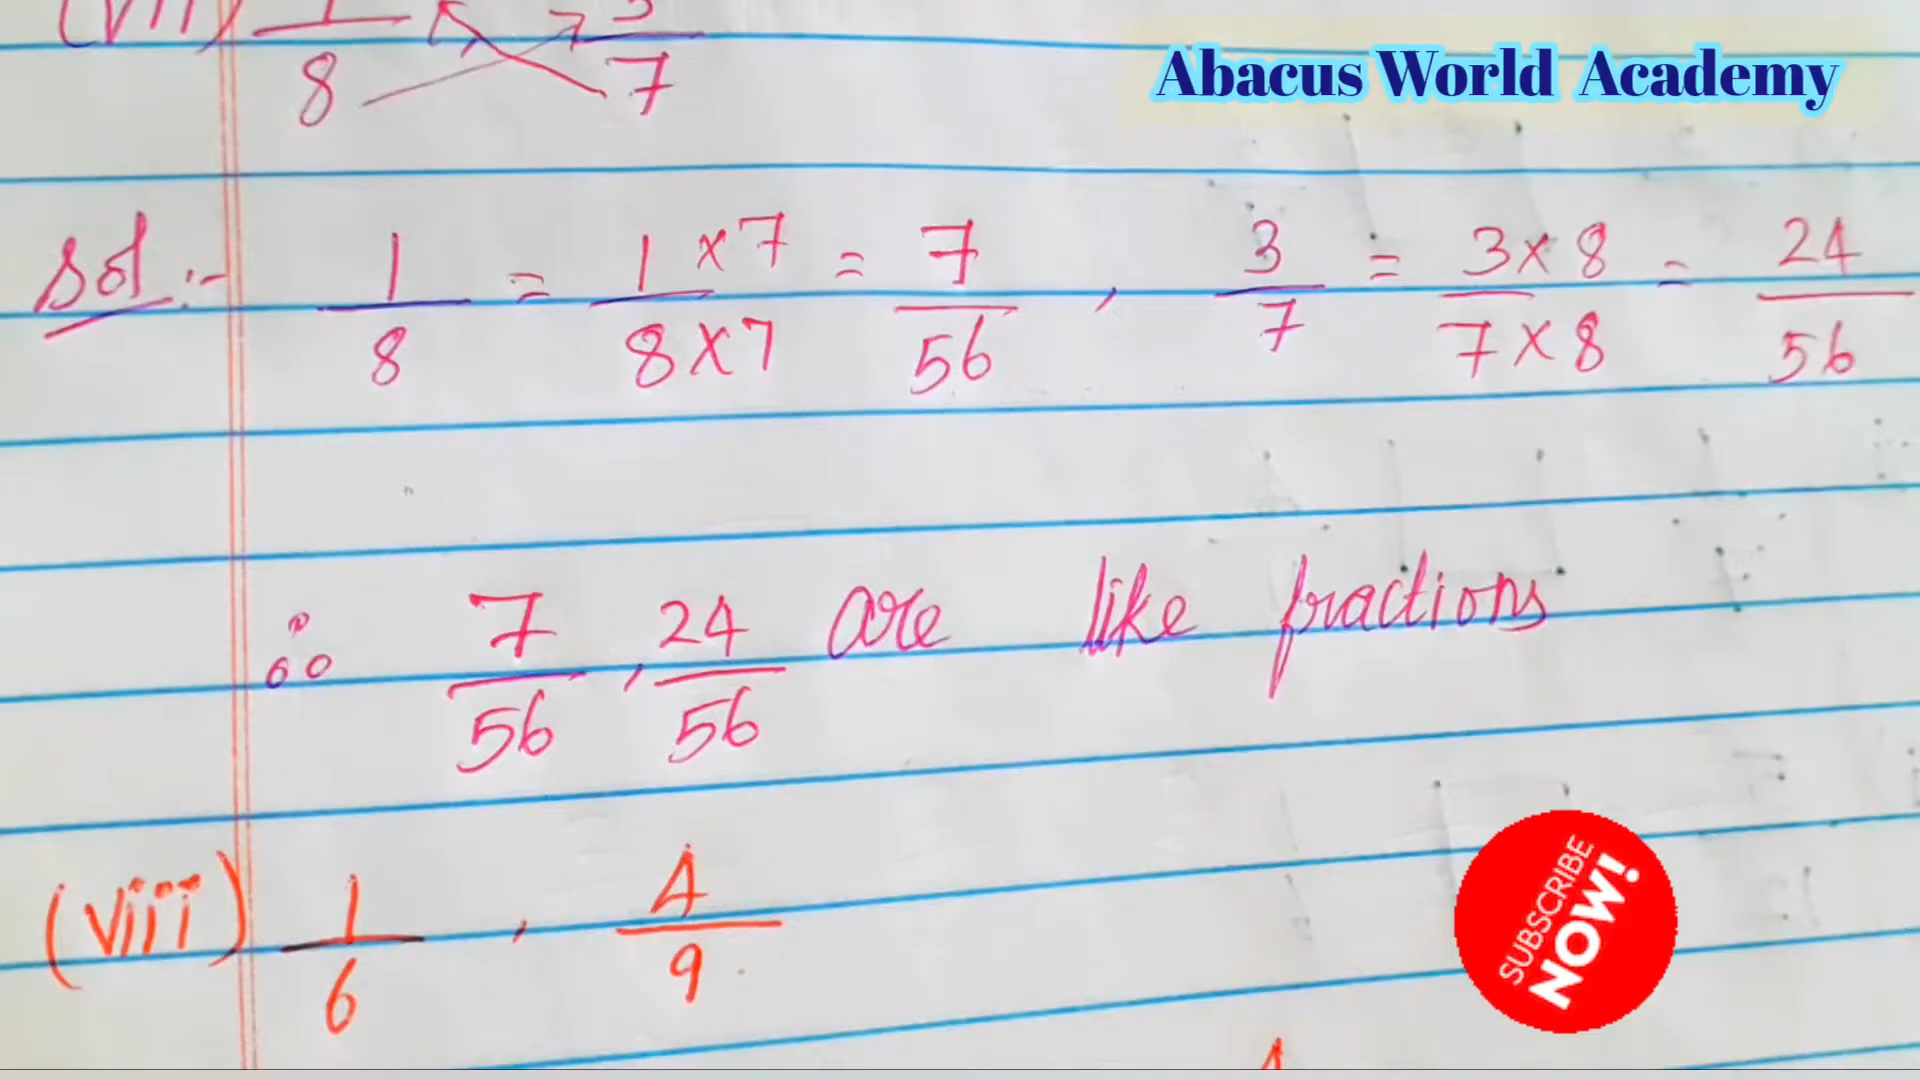 (vii) 1/8 , 3/7
Abacus World Academy
Sol :- 1/8 = 1×7/8×7 = 7/56 , 3/7 = 3×8/7×8 = 24/56
∴ 7/56 , 24/56 are like fractions
(viii) 1/6 , 4/9
SUBSCRIBE
NOW!